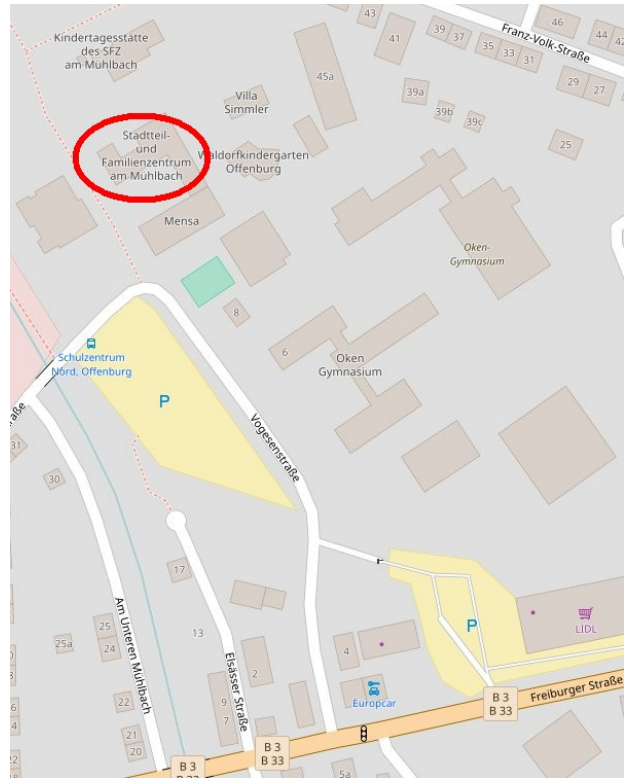 43
46
41
39
37
35
33
31
Franz-Volk-Straße
44
42
Kindertagesstätte
des SFZ
am Mühlbach
45a
29
27
39a
39b
39c
Villa
Simmler
25
Stadtteil-
und
Familienzentrum
am Mühlbach
Waldorfkindergarten
Offenburg
Mensa
Oken-
Gymnasium
8
6
Oken
Gymnasium
Schulzentrum
Nord, Offenburg
P
Vogesenstraße
raße
31
30
17
P
LIDL
Am Unteren Mühlbach
25
24
25a
13
Elsässer Straße
2
4
Europcar
22
9
7
21
20
B 3
B 33
Freiburger Straße
B 3
B 33
B 3
5a